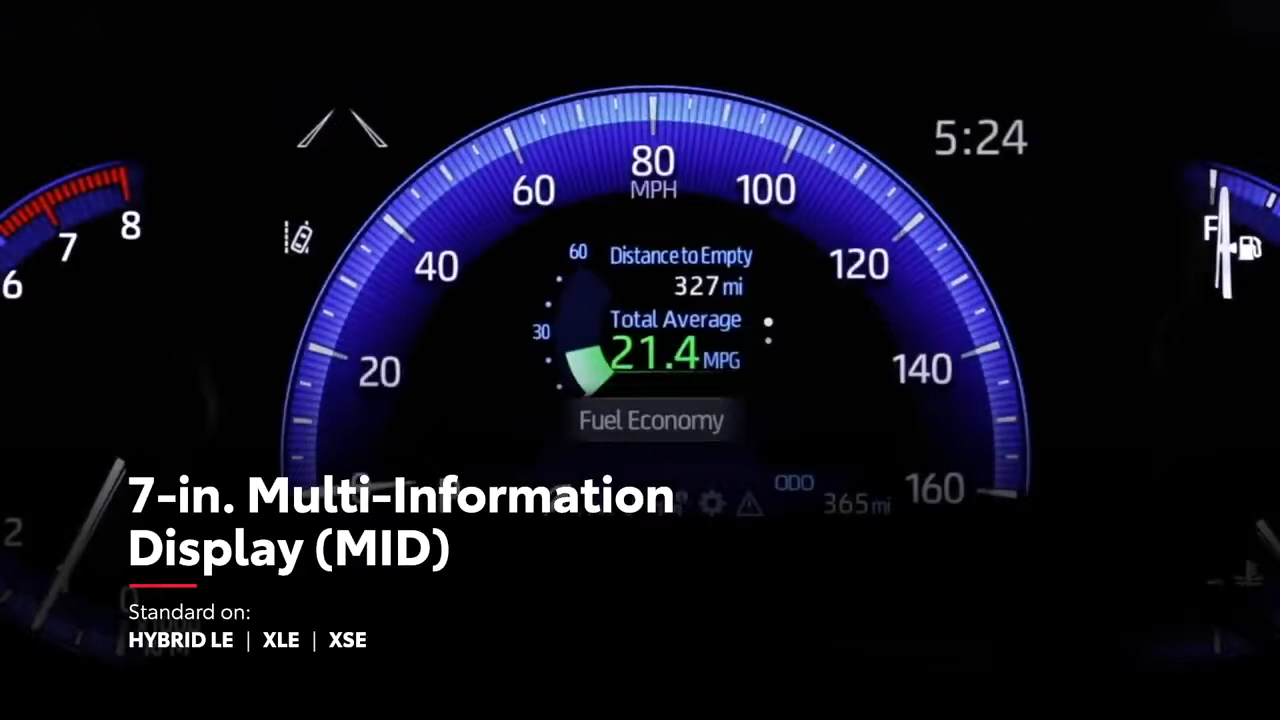 5:24
80
MPH
60
100
40
120
20
140
160
6
7
8
F
60
30
Distance to Empty
327 mi
Total Average
21.4 MPG
Fuel Economy
ODO
365 mi
2
0
7-in. Multi-Information
Display (MID)
Standard on:
HYBRID LE | XLE | XSE